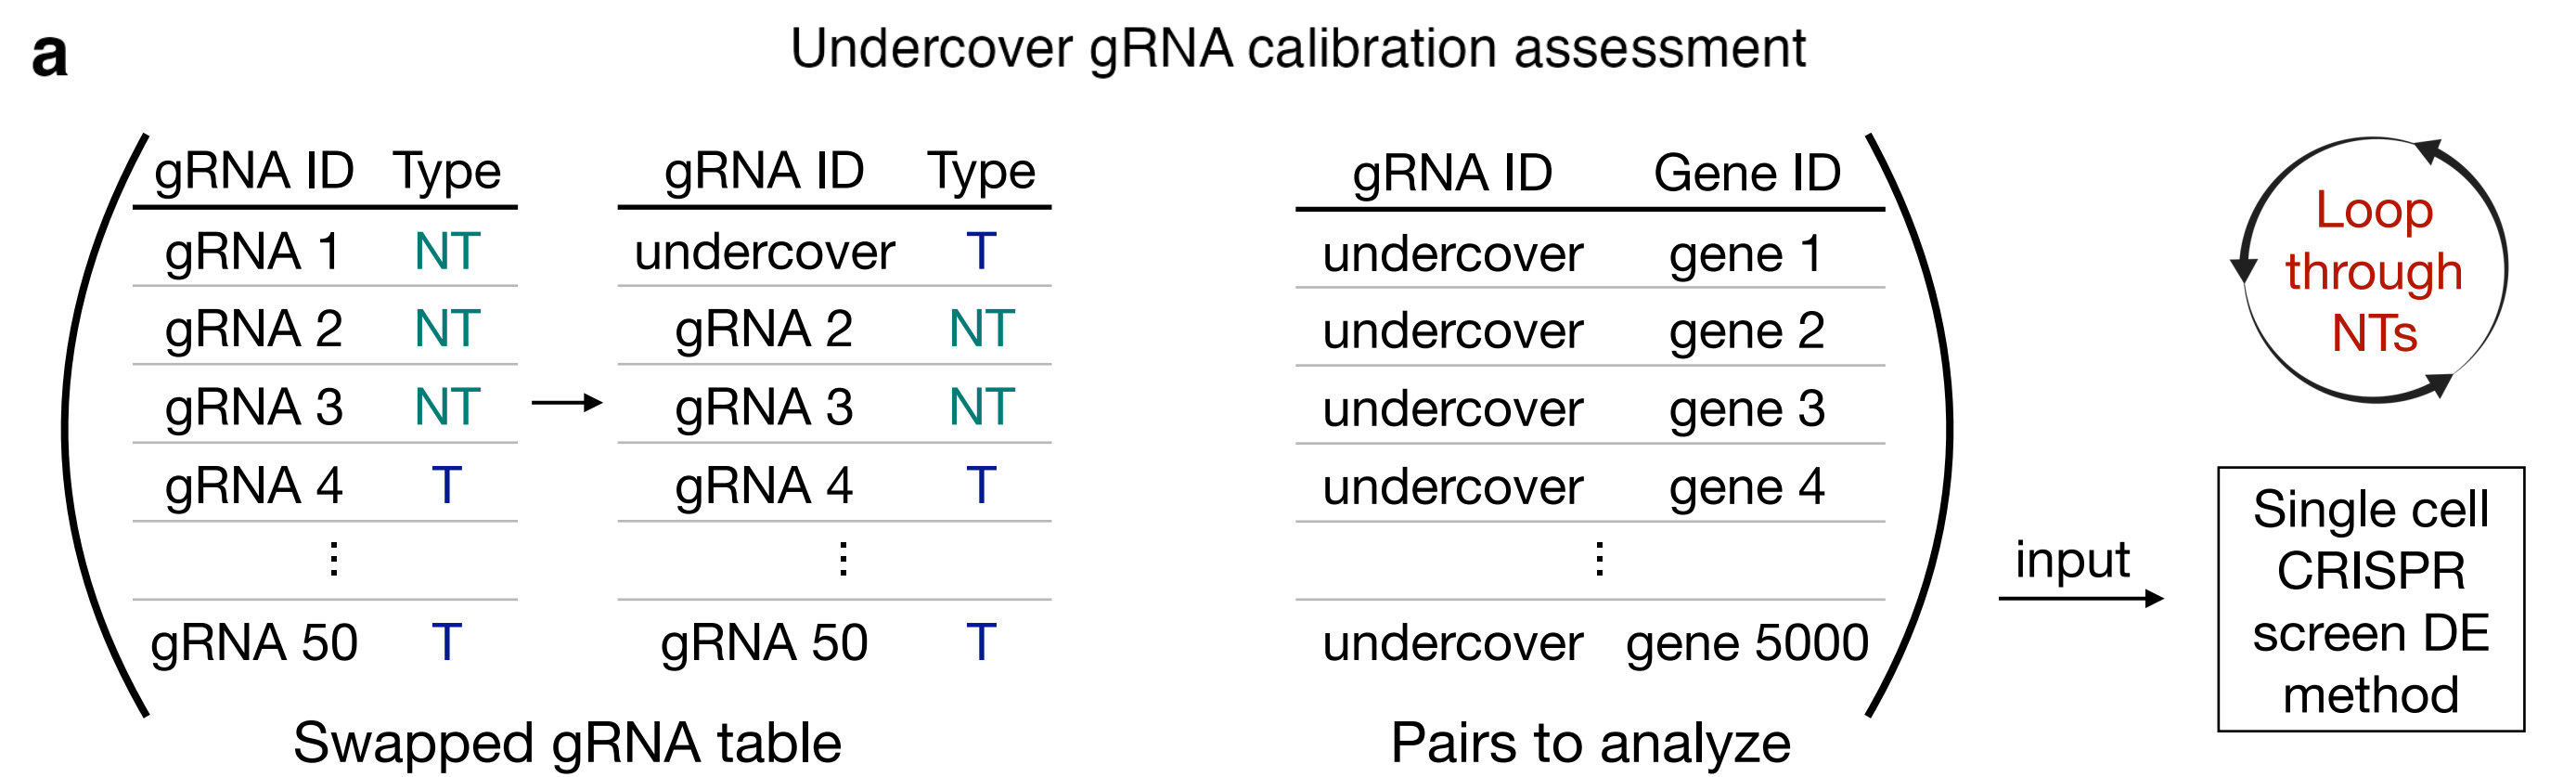 a
Undercover gRNA calibration assessment
gRNA ID Type
gRNA 1 NT
gRNA 2 NT
gRNA 3 NT
gRNA 4 T
⋮
gRNA 50 T
gRNA ID Type
undercover T
gRNA 2 NT
gRNA 3 NT
gRNA 4 T
⋮
gRNA 50 T
Swapped gRNA table
gRNA ID Gene ID
undercover gene 1
undercover gene 2
undercover gene 3
undercover gene 4
⋮
undercover gene 5000
Pairs to analyze
input
Loop
through
NTs
Single cell
CRISPR
screen DE
method